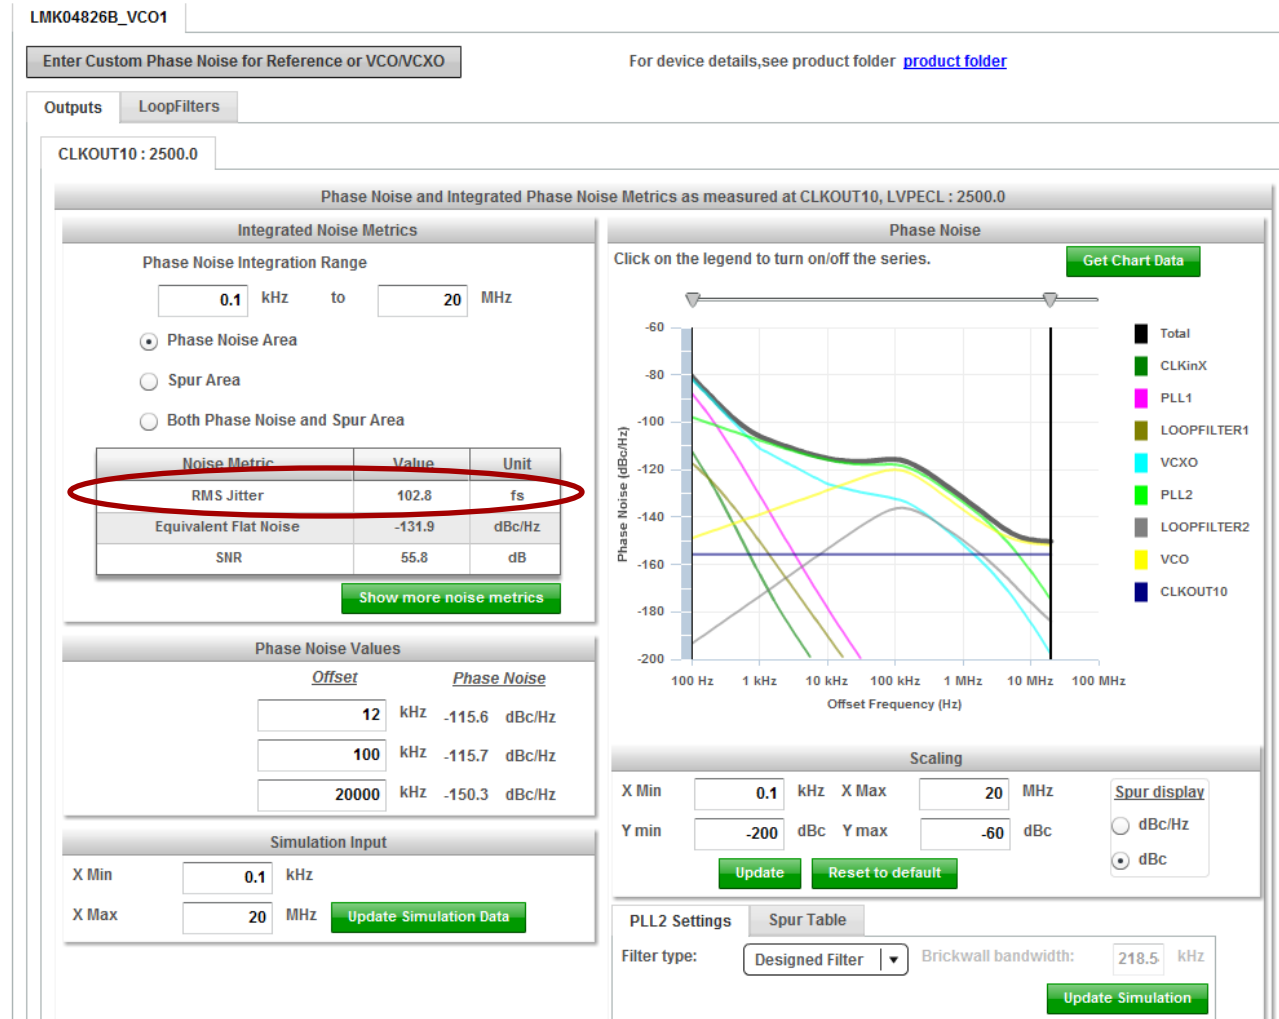 LMK04826B_VCO1
Enter Custom Phase Noise for Reference or VCO/VCXO
For device details,see product folder product folder
Outputs LoopFilters
CLKOUT10 : 2500.0
Phase Noise and Integrated Phase Noise Metrics as measured at CLKOUT10, LVPECL : 2500.0
Integrated Noise Metrics
Phase Noise Integration Range
0.1 kHz to 20 MHz
Phase Noise Area
Spur Area
Both Phase Noise and Spur Area
Noise Metric Value Unit
RMS Jitter 102.8 fs
Equivalent Flat Noise -131.9 dBc/Hz
SNR 55.8 dB
Show more noise metrics
Phase Noise Values
Offset Phase Noise
12 kHz -115.6 dBc/Hz
100 kHz -115.7 dBc/Hz
20000 kHz -150.3 dBc/Hz
Simulation Input
X Min 0.1 kHz
X Max 20 MHz Update Simulation Data
Phase Noise
Click on the legend to turn on/off the series.
Get Chart Data
-60
-80
-100
-120
-140
-160
-180
-200
Phase Noise (dBc/Hz)
100 Hz 1 kHz 10 kHz 100 kHz 1 MHz 10 MHz 100 MHz
Offset Frequency (Hz)
Total
CLKinX
PLL1
LOOPFILTER1
VCXO
PLL2
LOOPFILTER2
VCO
CLKOUT10
Scaling
X Min 0.1 kHz X Max 20 MHz
Y min -200 dBc Y max -60 dBc
Spur display
dBc/Hz
dBc
Update Reset to default
PLL2 Settings Spur Table
Filter type: Designed Filter Brickwall bandwidth: 218.5 kHz
Update Simulation